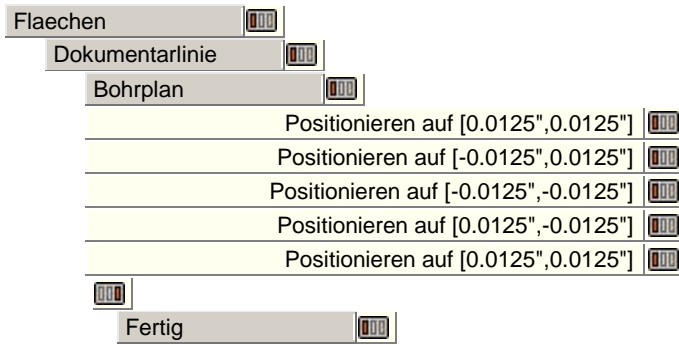 Flaechen
Dokumentarlinie
Bohrplan
Positionieren auf [0.0125",0.0125"]
Positionieren auf [-0.0125",0.0125"]
Positionieren auf [-0.0125",-0.0125"]
Positionieren auf [0.0125",-0.0125"]
Positionieren auf [0.0125",0.0125"]
Fertig